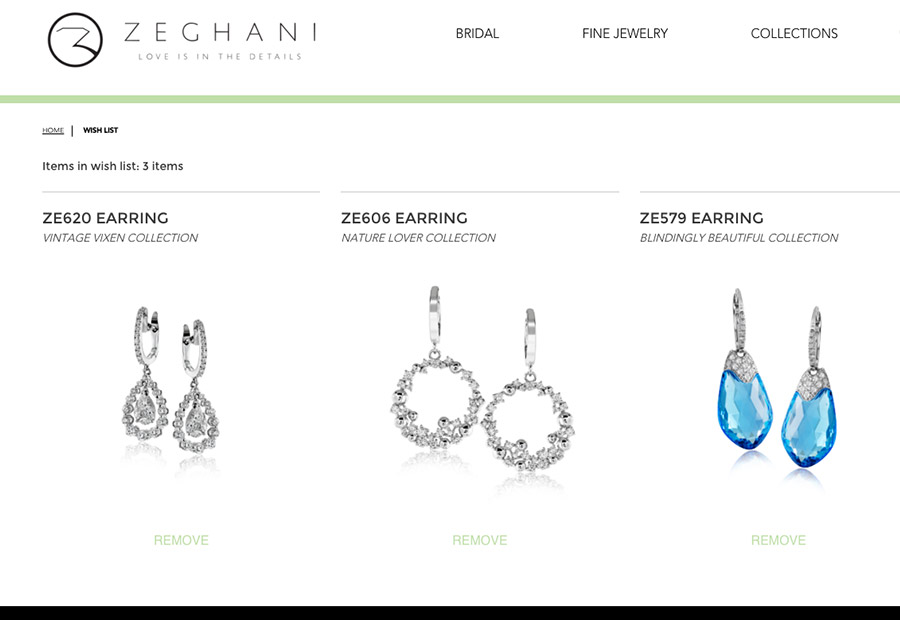 ZEGHANI
LOVE IS IN THE DETAILS
BRIDAL
FINE JEWELRY
COLLECTIONS
HOME | WISH LIST
Items in wish list: 3 items
ZE620 EARRING
VINTAGE VIXEN COLLECTION
ZE606 EARRING
NATURE LOVER COLLECTION
ZE579 EARRING
BLINDINGLY BEAUTIFUL COLLECTION
REMOVE
REMOVE
REMOVE